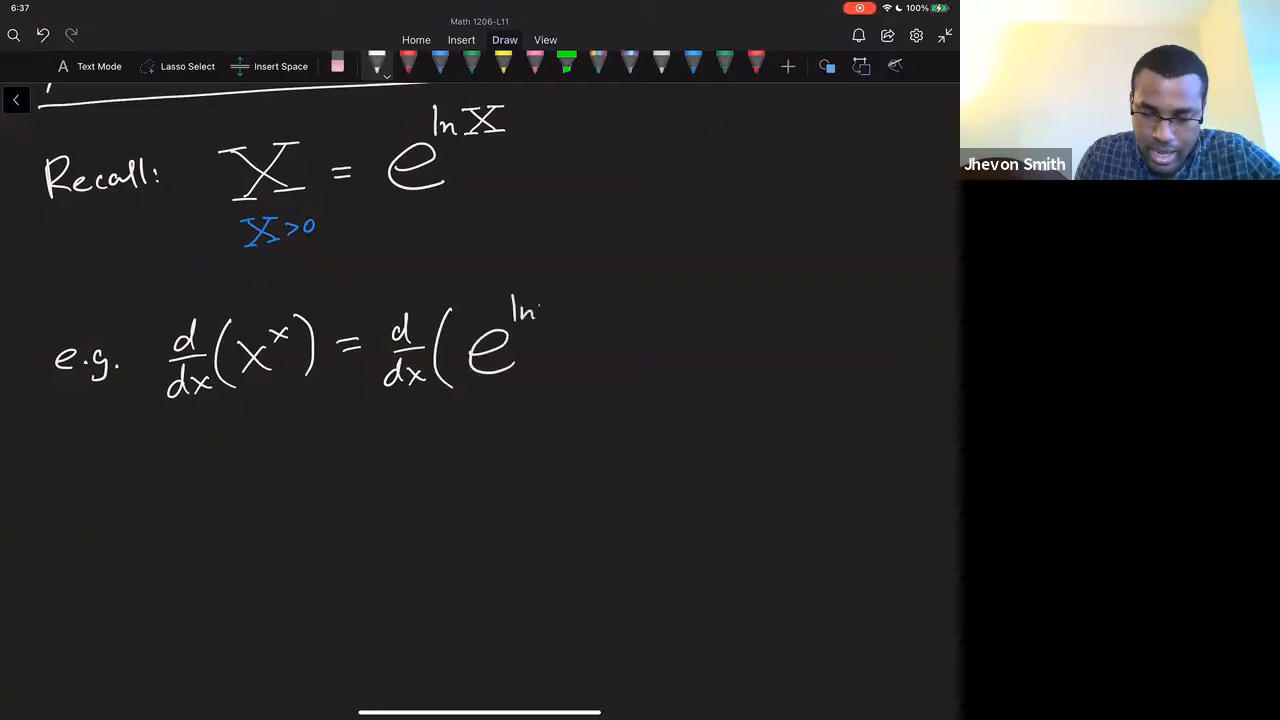 6:37
100%
Math 1206-L11
Home Insert Draw View
A Text Mode Lasso Select Insert Space
Recall: X = e^{ln X}
X > 0
e.g. d/dx (x^x) = d/dx ( e^{ln
Jhevon Smith